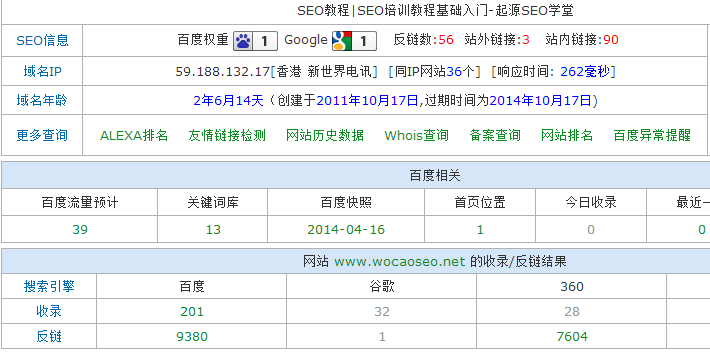 SEO教程|SEO培训教程基础入门-起源SEO学堂
SEO信息 百度权重 1 Google 1 反链数:56 站外链接:3 站内链接:90
域名IP 59.188.132.17[香港 新世界电讯] [同IP网站36个] [响应时间: 262毫秒]
域名年龄 2年6月14天 (创建于2011年10月17日,过期时间为2014年10月17日)
更多查询 ALEXA排名 友情链接检测 网站历史数据 Whois查询 备案查询 网站排名 百度异常提醒
百度相关
百度流量预计 关键词库 百度快照 首页位置 今日收录 最近一
39 13 2014-04-16 1 0 0
网站 www.wocaoseo.net 的收录/反链结果
搜索引擎 百度 谷歌 360
收录 201 32 28
反链 9380 1 7604